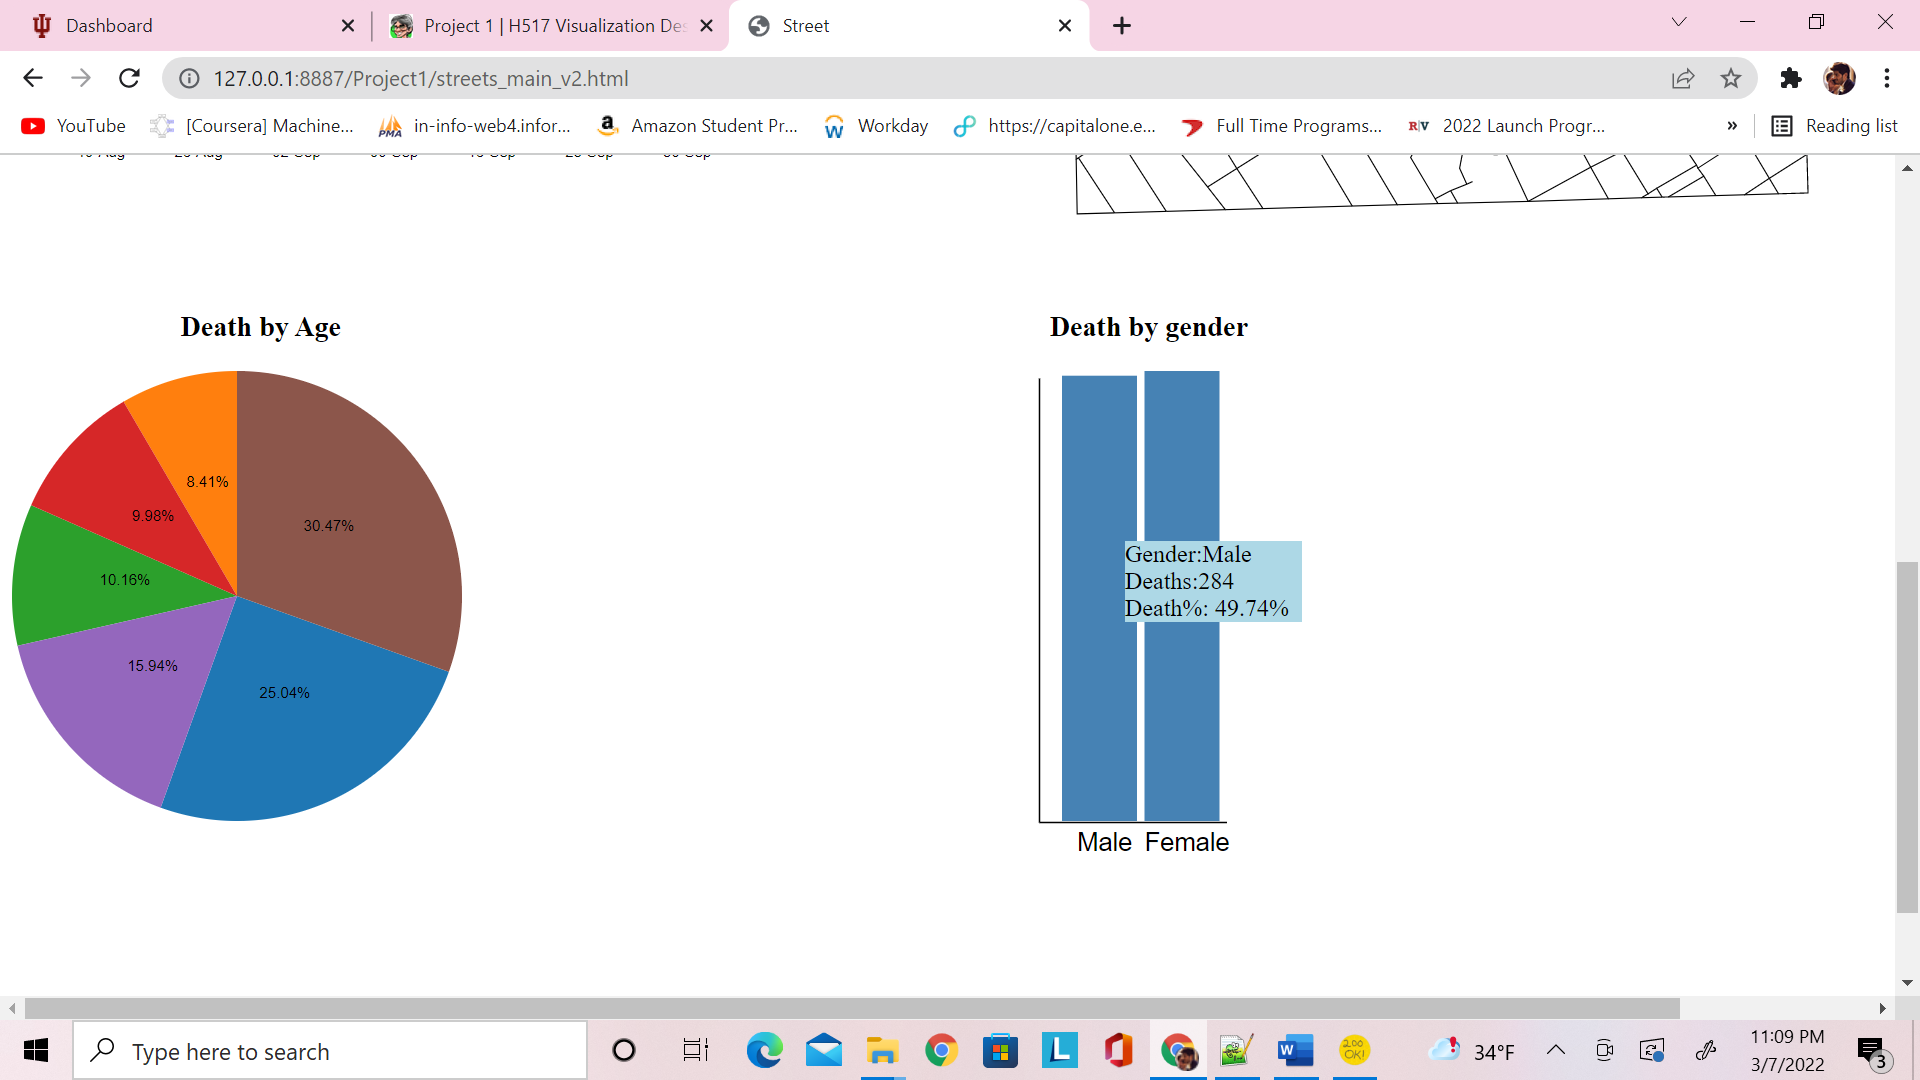 Dashboard
Project 1 | H517 Visualization Des
Street
127.0.0.1:8887/Project1/streets_main_v2.html
YouTube
[Coursera] Machine...
in-info-web4.infor...
Amazon Student Pr...
Workday
https://capitalone.e...
Full Time Programs...
R|V
2022 Launch Progr...
»
Reading list
Death by Age
Death by gender
8.41%
9.98%
30.47%
10.16%
15.94%
25.04%
Gender:Male
Deaths:284
Death%: 49.74%
Male Female
Type here to search
34°F
11:09 PM
3/7/2022
3